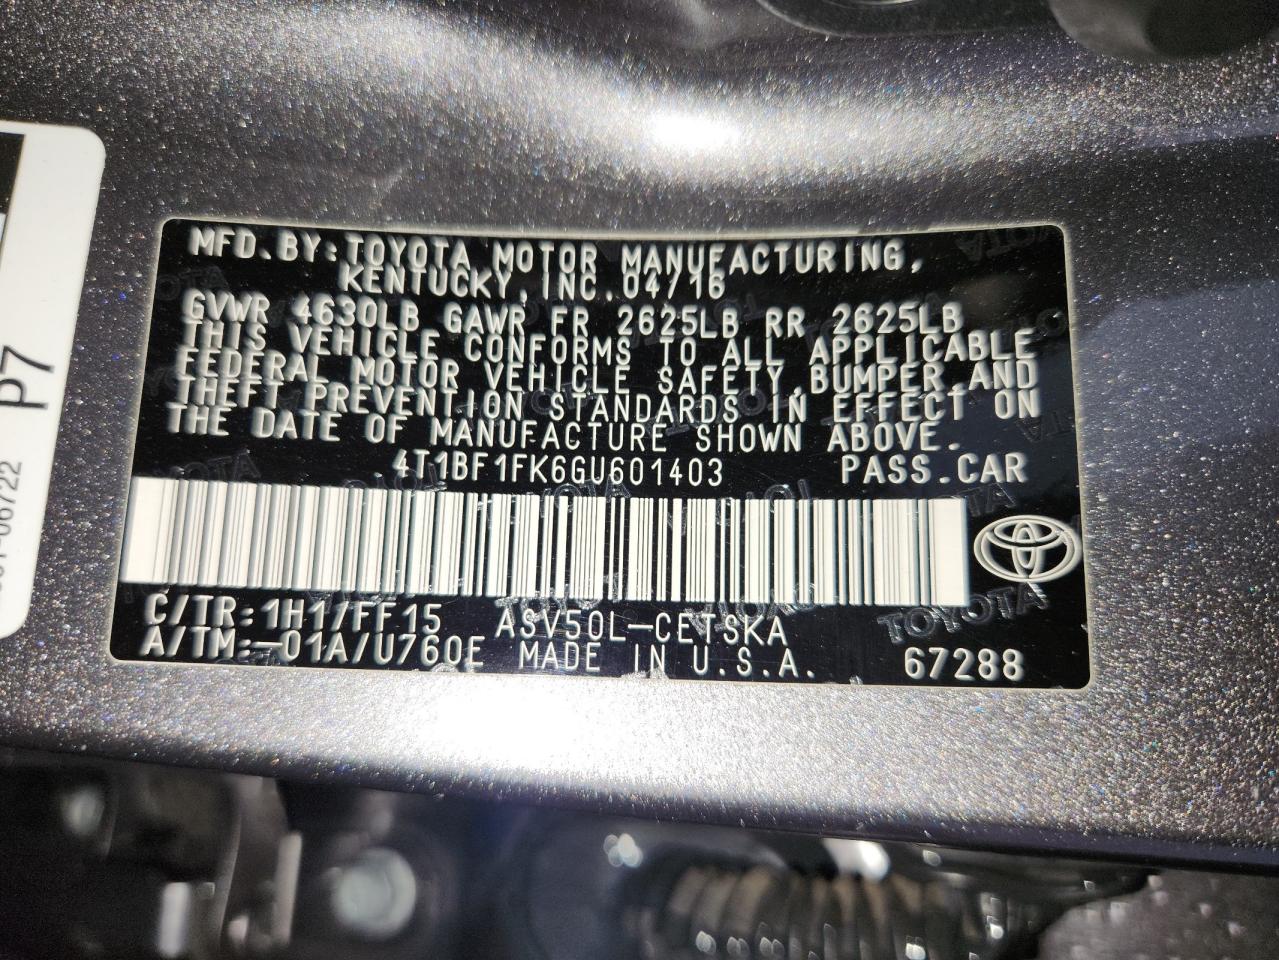 MFD.BY:TOYOTA MOTOR MANUFACTURING,
KENTUCKY,INC.04/16
GVWR 4630LB GAWR FR 2625LB RR 2625LB
THIS VEHICLE CONFORMS TO ALL APPLICABLE
FEDERAL MOTOR VEHICLE SAFETY,BUMPER,AND
THEFT PREVENTION STANDARDS IN EFFECT ON
THE DATE OF MANUFACTURE SHOWN ABOVE.
4T1BF1FK6GU601403 PASS.CAR
C/TR:1H17/FF15 ASV50L-CETSKA
A/TM:-01A/U760E MADE IN U.S.A. 67288
TOYOTA
P7